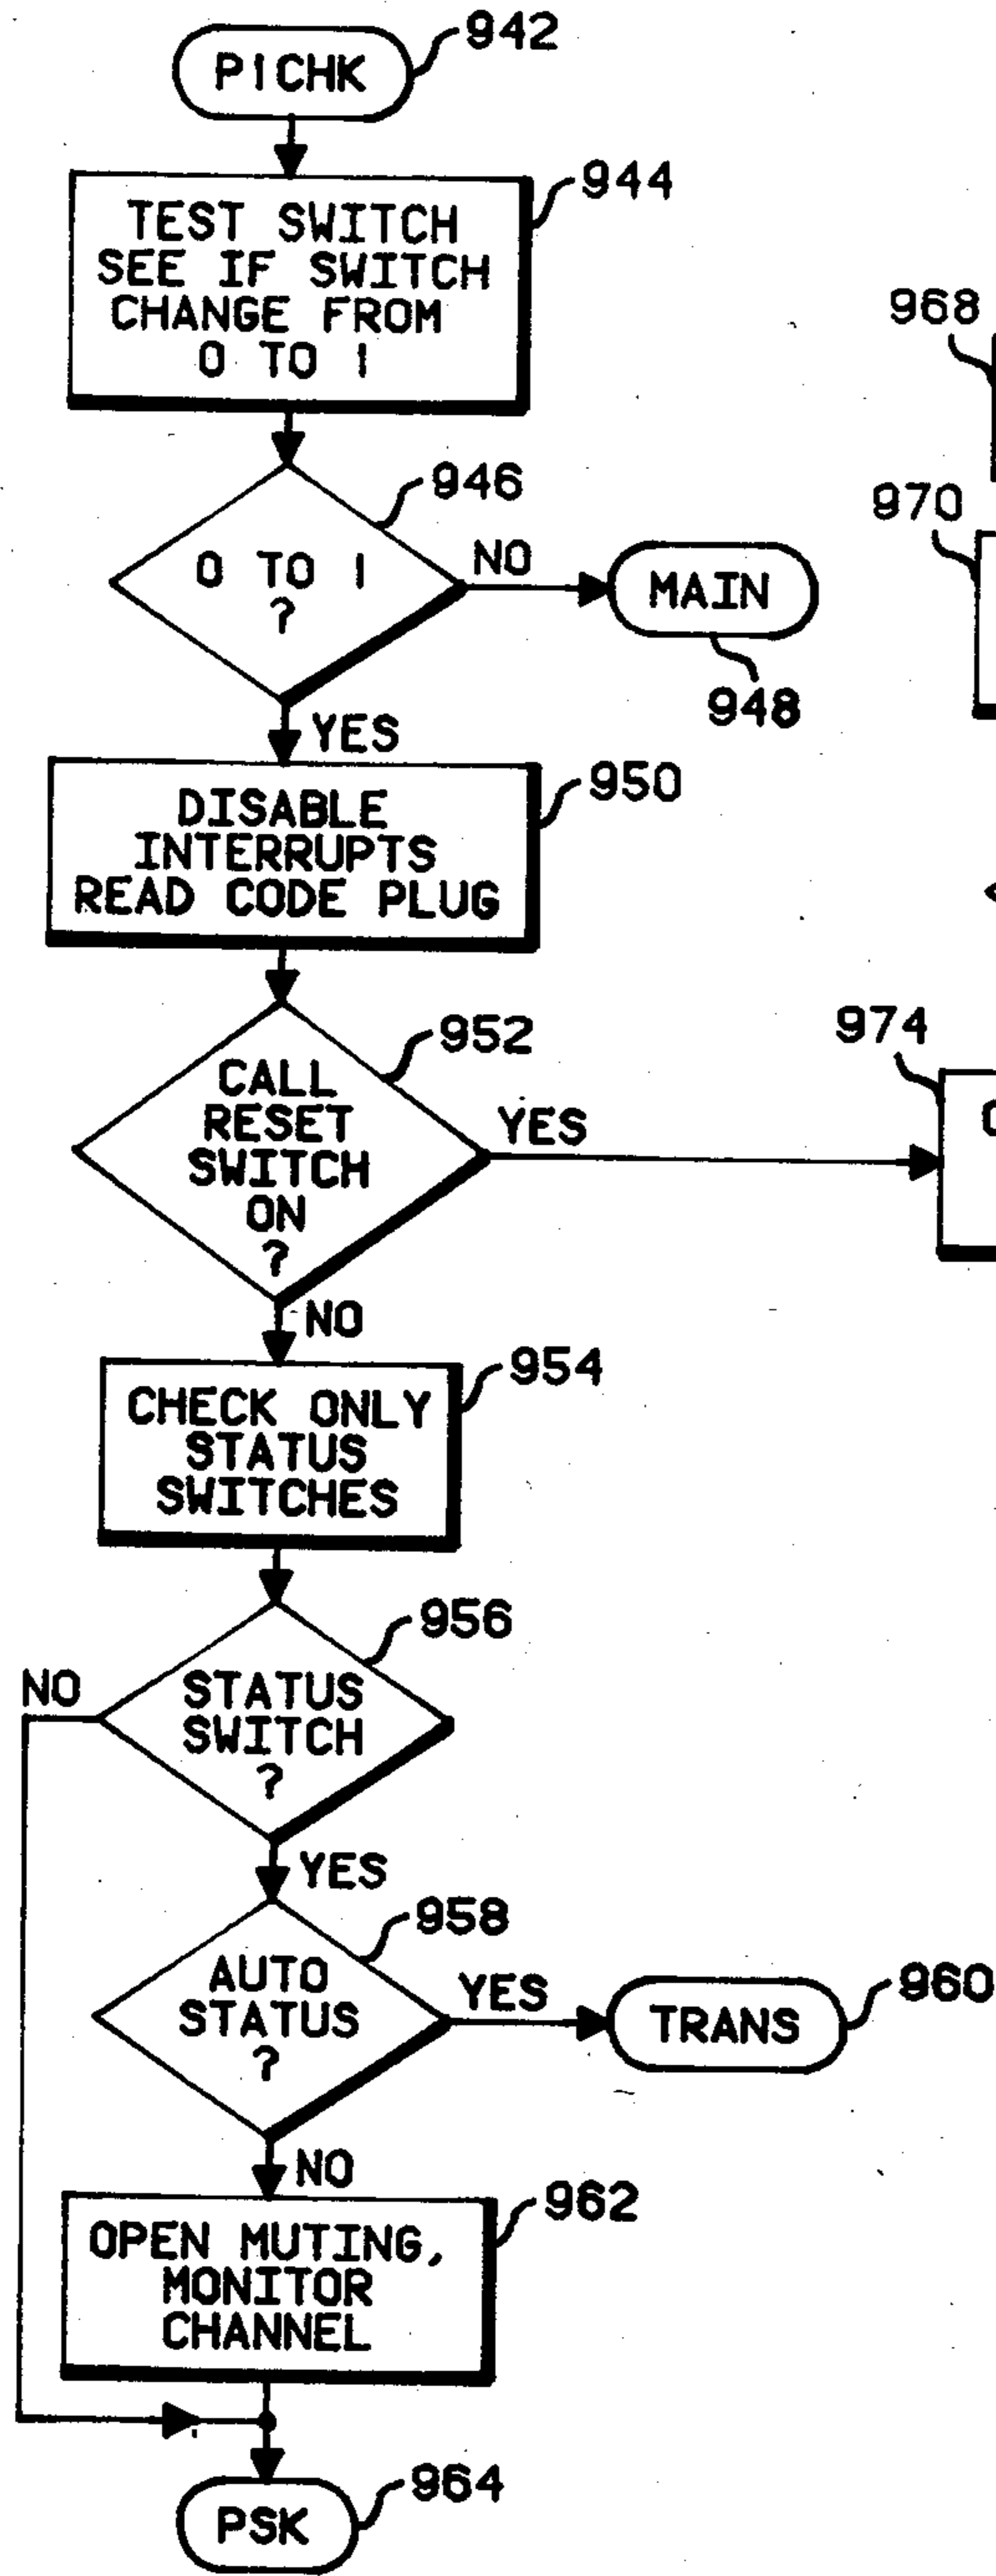 P1CHK
942
TEST SWITCH
SEE IF SWITCH
CHANGE FROM
0 TO 1
944
968
970
0 TO 1
?
946
NO
MAIN
948
YES
DISABLE
INTERRUPTS
READ CODE PLUG
950
CALL
RESET
SWITCH
ON
?
952
YES
974
NO
CHECK ONLY
STATUS
SWITCHES
954
STATUS
SWITCH
?
956
NO
YES
AUTO
STATUS
?
958
YES
TRANS
960
NO
OPEN MUTING,
MONITOR
CHANNEL
962
PSK
964